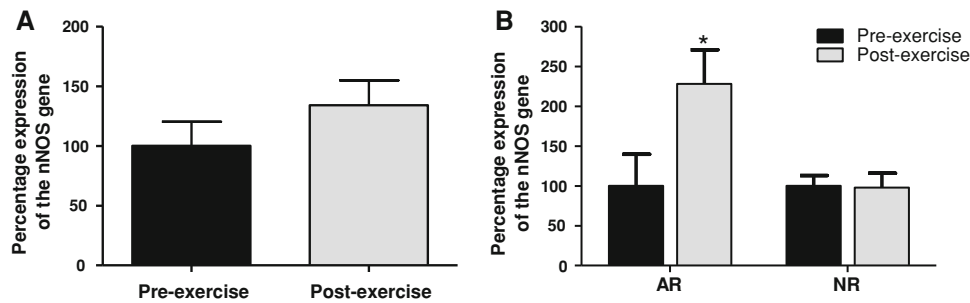 A
Percentage expression
of the nNOS gene
200
150
100
50
0
Pre-exercise
Post-exercise
B
Percentage expression
of the nNOS gene
300
250
200
150
100
50
0
*
Pre-exercise
Post-exercise
AR
NR